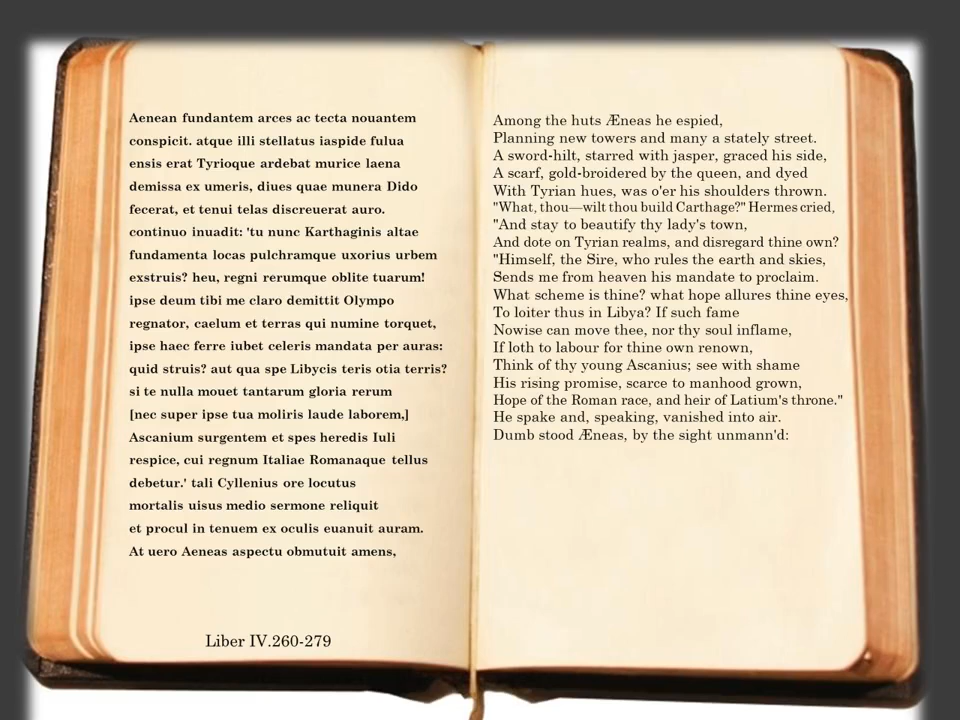 Aenean fundantem arces ac tecta nouantem
conspicit. atque illi stellatus iaspide fulua
ensis erat Tyrioque ardebat murice laena
demissa ex umeris, diues quae munera Dido
fecerat, et tenui telas discreuerat auro.
continuo inuadit: 'tu nunc Karthaginis altae
fundamenta locas pulchramque uxorius urbem
exstruis? heu, regni rerumque oblite tuarum!
ipse deum tibi me claro demittit Olympo
regnator, caelum et terras qui numine torquet,
ipse haec ferre iubet celeris mandata per auras:
quid struis? aut qua spe Libycis teris otia terris?
si te nulla mouet tantarum gloria rerum
[nec super ipse tua moliris laude laborem,]
Ascanium surgentem et spes heredis Iuli
respice, cui regnum Italiae Romanaque tellus
debetur.' tali Cyllenius ore locutus
mortalis uisus medio sermone reliquit
et procul in tenuem ex oculis euanuit auram.
At uero Aeneas aspectu obmutuit amens,
Liber IV.260-279
Among the huts Æneas he espied,
Planning new towers and many a stately street.
A sword-hilt, starred with jasper, graced his side,
A scarf, gold-broidered by the queen, and dyed
With Tyrian hues, was o'er his shoulders thrown.
"What, thou—wilt thou build Carthage?" Hermes cried,
"And stay to beautify thy lady's town,
And dote on Tyrian realms, and disregard thine own?
"Himself, the Sire, who rules the earth and skies,
Sends me from heaven his mandate to proclaim.
What scheme is thine? what hope allures thine eyes,
To loiter thus in Libya? If such fame
Nowise can move thee, nor thy soul inflame,
If loth to labour for thine own renown,
Think of thy young Ascanius; see with shame
His rising promise, scarce to manhood grown,
Hope of the Roman race, and heir of Latium's throne."
He spake and, speaking, vanished into air.
Dumb stood Æneas, by the sight unmann'd: